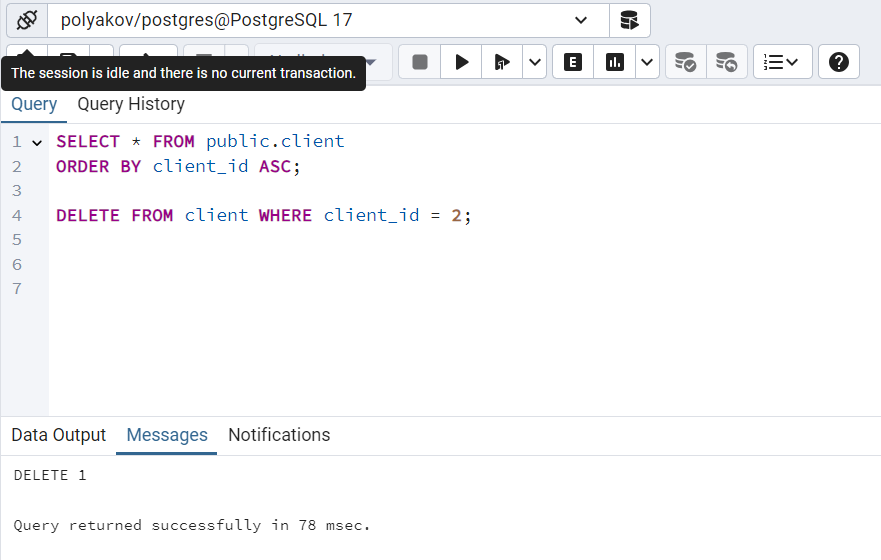 polyakov/postgres@PostgreSQL 17
E
The session is idle and there is no current transaction.
Query Query History
1 SELECT * FROM public.client
2 ORDER BY client_id ASC;
3
4 DELETE FROM client WHERE client_id = 2;
5
6
7
Data Output Messages Notifications
DELETE 1
Query returned successfully in 78 msec.